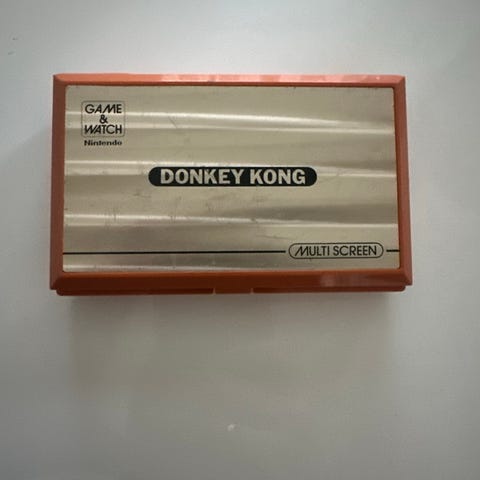 GAME
&
WATCH
Nintendo
DONKEY KONG
MULTI SCREEN